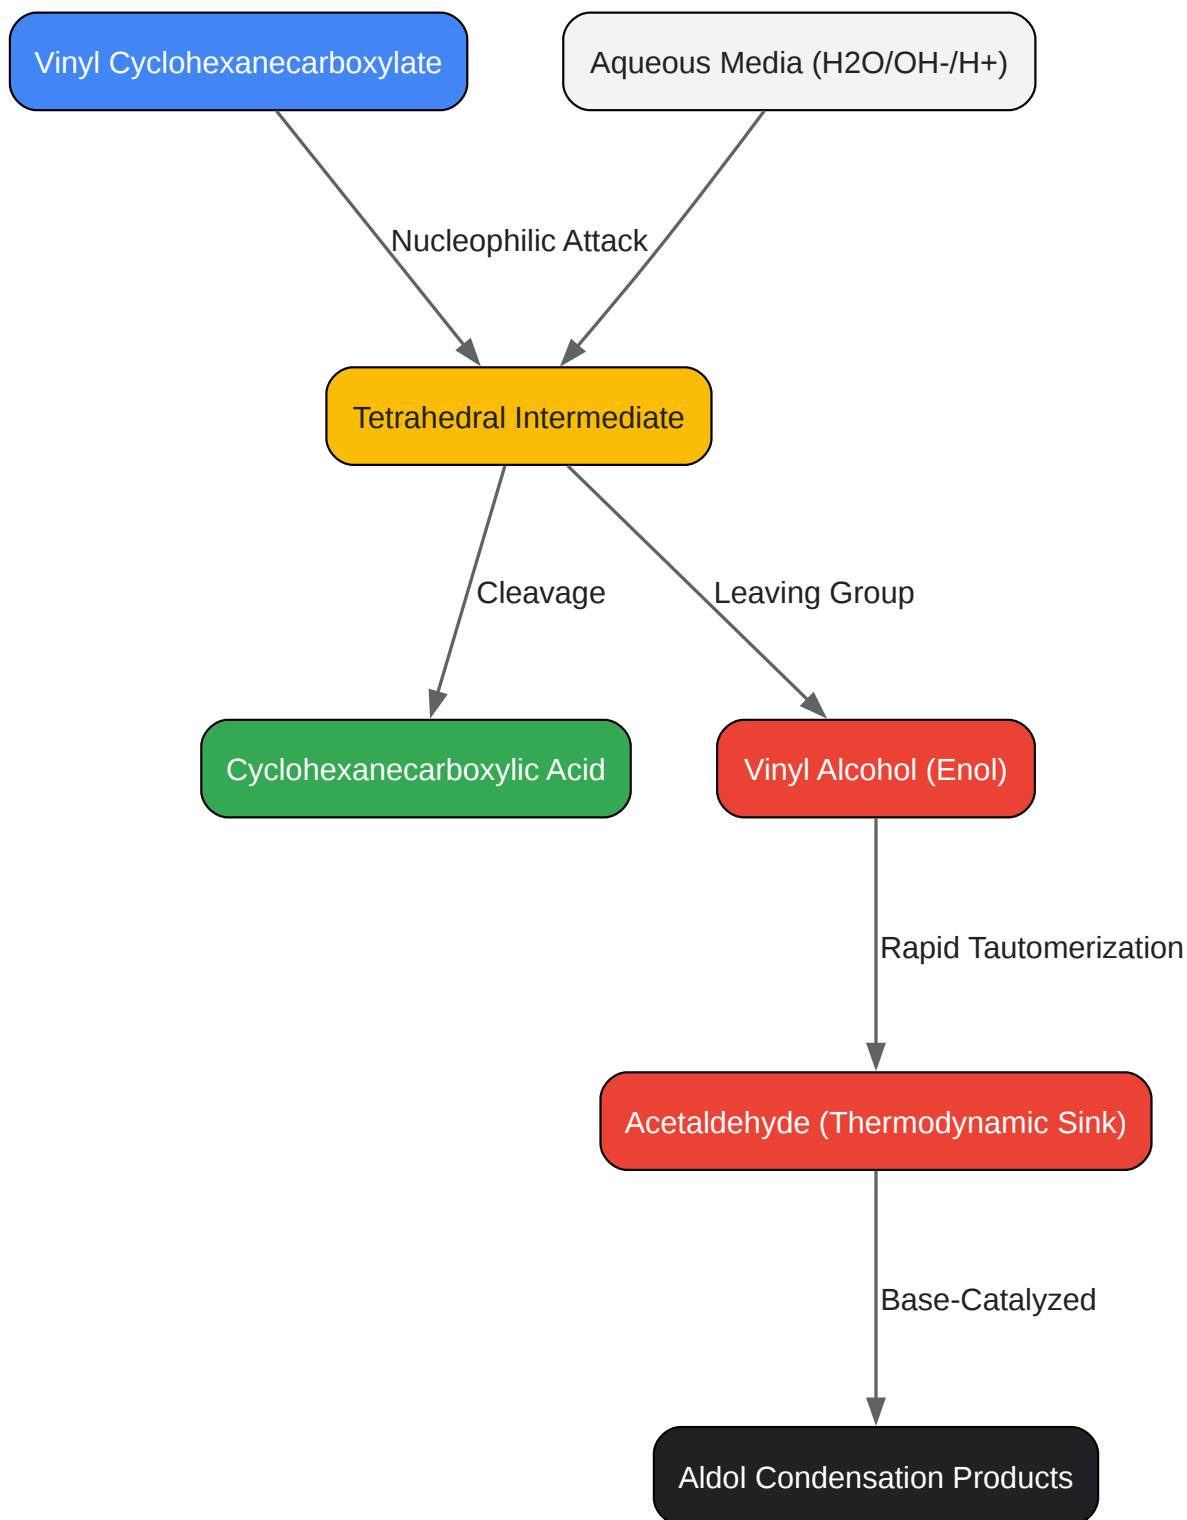 Vinyl Cyclohexanecarboxylate
Aqueous Media (H2O/OH-/H+)
Nucleophilic Attack
Tetrahedral Intermediate
Cleavage
Leaving Group
Cyclohexanecarboxylic Acid
Vinyl Alcohol (Enol)
Rapid Tautomerization
Acetaldehyde (Thermodynamic Sink)
Base-Catalyzed
Aldol Condensation Products